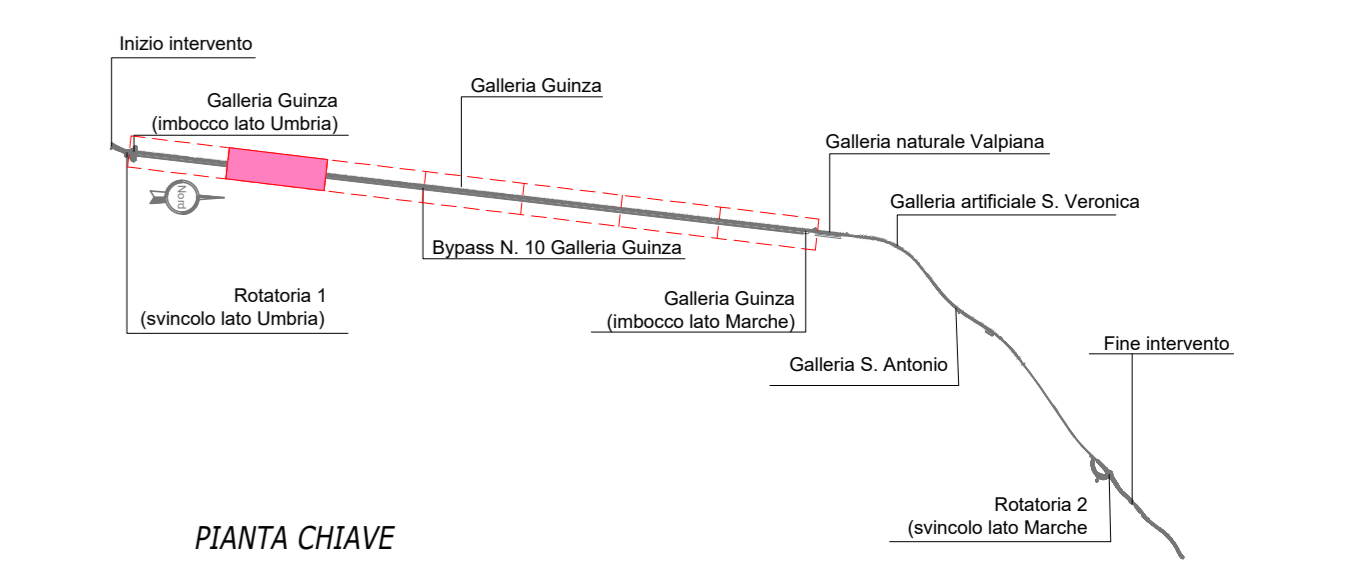 Inizio intervento
Galleria Guinza
(imbocco lato Umbria)
Galleria Guinza
Galleria naturale Valpiana
Galleria artificiale S. Veronica
Nord
Bypass N. 10 Galleria Guinza
Rotatoria 1
(svincolo lato Umbria)
Galleria Guinza
(imbocco lato Marche)
Galleria S. Antonio
Fine intervento
Rotatoria 2
(svincolo lato Marche
PIANTA CHIAVE